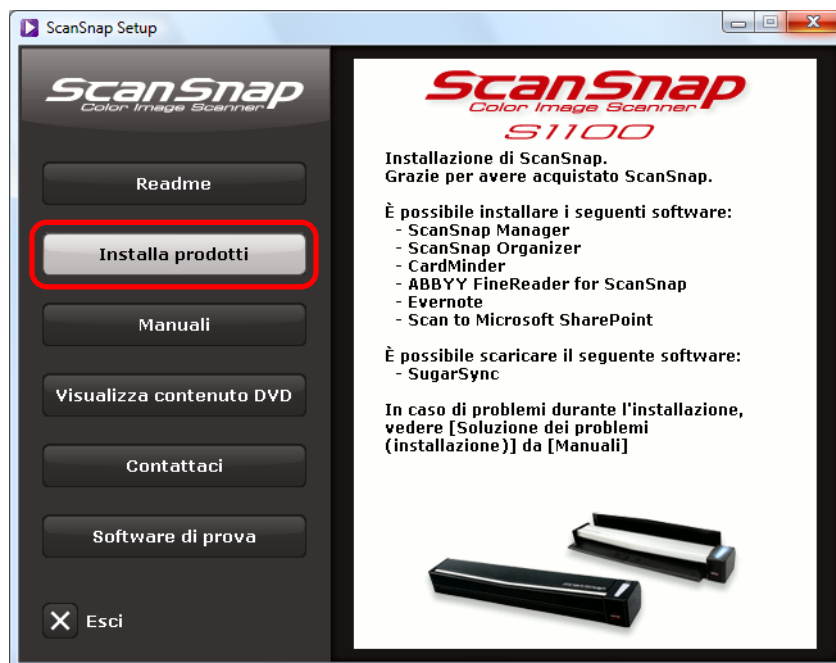 ScanSnap Setup
ScanSnap
Color Image Scanner
Readme
Installa prodotti
Manuali
Visualizza contenuto DVD
Contattaci
Software di prova
Esci
ScanSnap
Color Image Scanner
S1100
Installazione di ScanSnap.
Grazie per avere acquistato ScanSnap.
È possibile installare i seguenti software:
- ScanSnap Manager
- ScanSnap Organizer
- CardMinder
- ABBYY FineReader for ScanSnap
- Evernote
- Scan to Microsoft SharePoint
È possibile scaricare il seguente software:
- SugarSync
In caso di problemi durante l'installazione,
vedere [Soluzione dei problemi
(installazione)] da [Manuali]
ScanSnap